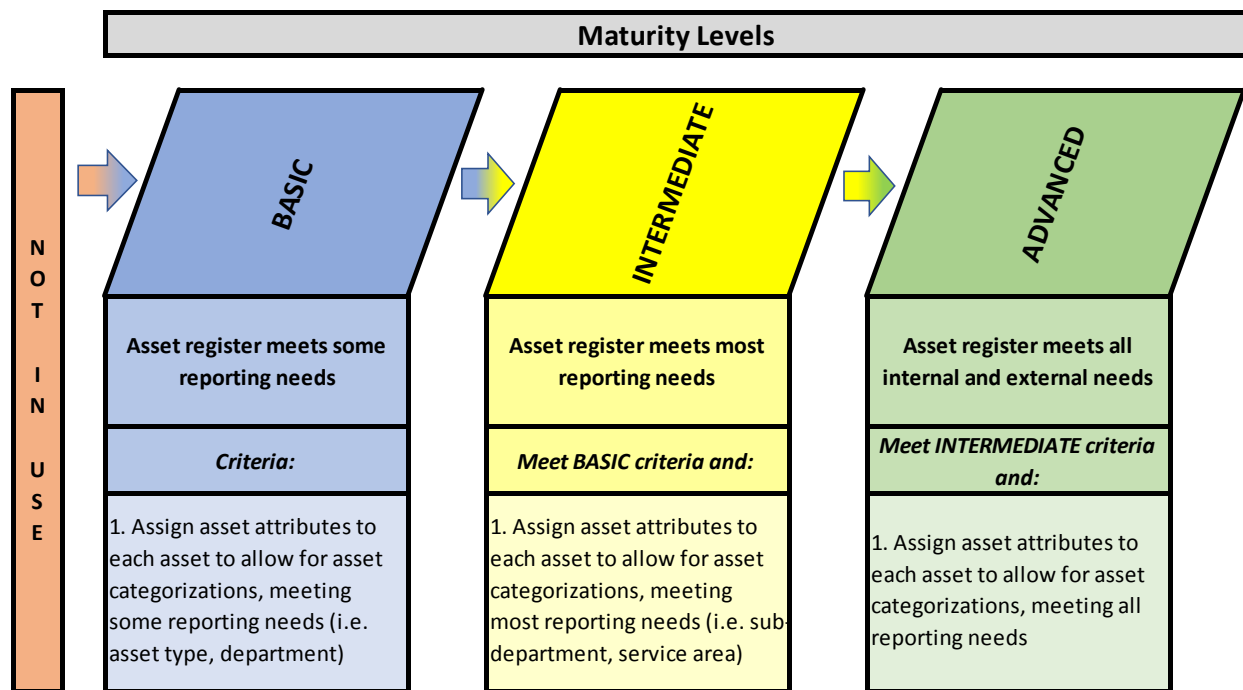 Maturity Levels
NOT IN USE
BASIC
INTERMEDIATE
ADVANCED
Asset register meets some
reporting needs
Asset register meets most
reporting needs
Asset register meets all
internal and external needs
Criteria:
Meet BASIC criteria and:
Meet INTERMEDIATE criteria
and:
1. Assign asset attributes to
each asset to allow for asset
categorizations, meeting
some reporting needs (i.e.
asset type, department)
1. Assign asset attributes to
each asset to allow for asset
categorizations, meeting
most reporting needs (i.e. sub-
department, service area)
1. Assign asset attributes to
each asset to allow for asset
categorizations, meeting all
reporting needs